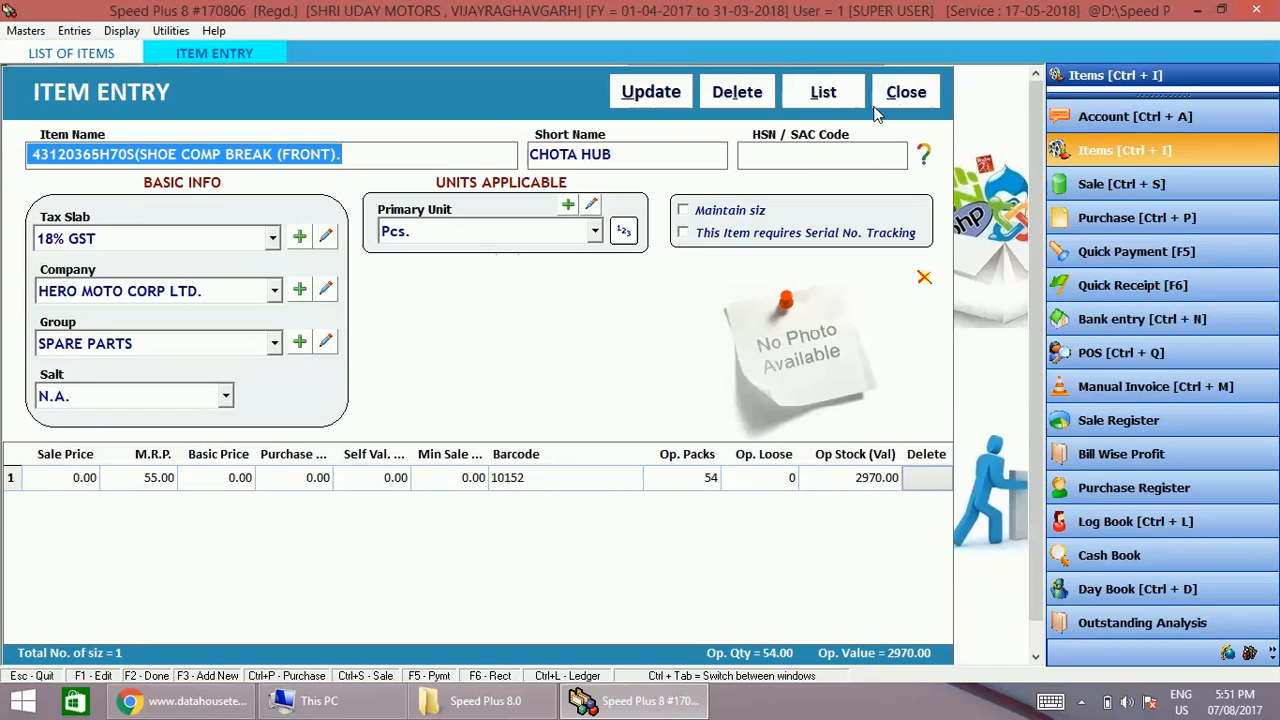 Speed Plus 8 #170806 [Regd.] [SHRI UDAY MOTORS , VIJAYRAGHAVGARH] [FY = 01-04-2017 to 31-03-2018] User = 1 [SUPER USER] [Service : 17-05-2018] @D:\Speed P
Masters Entries Display Utilities Help
LIST OF ITEMS ITEM ENTRY
ITEM ENTRY
Update Delete List Close
Item Name Short Name HSN / SAC Code
43120365H70S(SHOE COMP BREAK (FRONT). CHOTA HUB
BASIC INFO
Tax Slab
18% GST
Company
HERO MOTO CORP LTD.
Group
SPARE PARTS
Salt
N.A.
UNITS APPLICABLE
Primary Unit
Pcs. 123
Maintain siz
This Item requires Serial No. Tracking
No Photo
Available
Sale Price M.R.P. Basic Price Purchase ... Self Val. ... Min Sale ... Barcode Op. Packs Op. Loose Op Stock (Val) Delete
1 0.00 55.00 0.00 0.00 0.00 0.00 10152 54 0 2970.00
Total No. of siz = 1 Op. Qty = 54.00 Op. Value = 2970.00
Items [Ctrl + I]
Account [Ctrl + A]
Items [Ctrl + I]
Sale [Ctrl + S]
Purchase [Ctrl + P]
Quick Payment [F5]
Quick Receipt [F6]
Bank entry [Ctrl + N]
POS [Ctrl + Q]
Manual Invoice [Ctrl + M]
Sale Register
Bill Wise Profit
Purchase Register
Log Book [Ctrl + L]
Cash Book
Day Book [Ctrl + D]
Outstanding Analysis
Esc - Quit F1 - Edit F2 - Done F3 - Add New Ctrl+P - Purchase Ctrl+S - Sale F5 - Pymt F6 - Rect Ctrl+L - Ledger Ctrl + Tab = Switch between windows
www.datahousete... This PC Speed Plus 8.0 Speed Plus 8 #170...
ENG
US
5:51 PM
07/08/2017